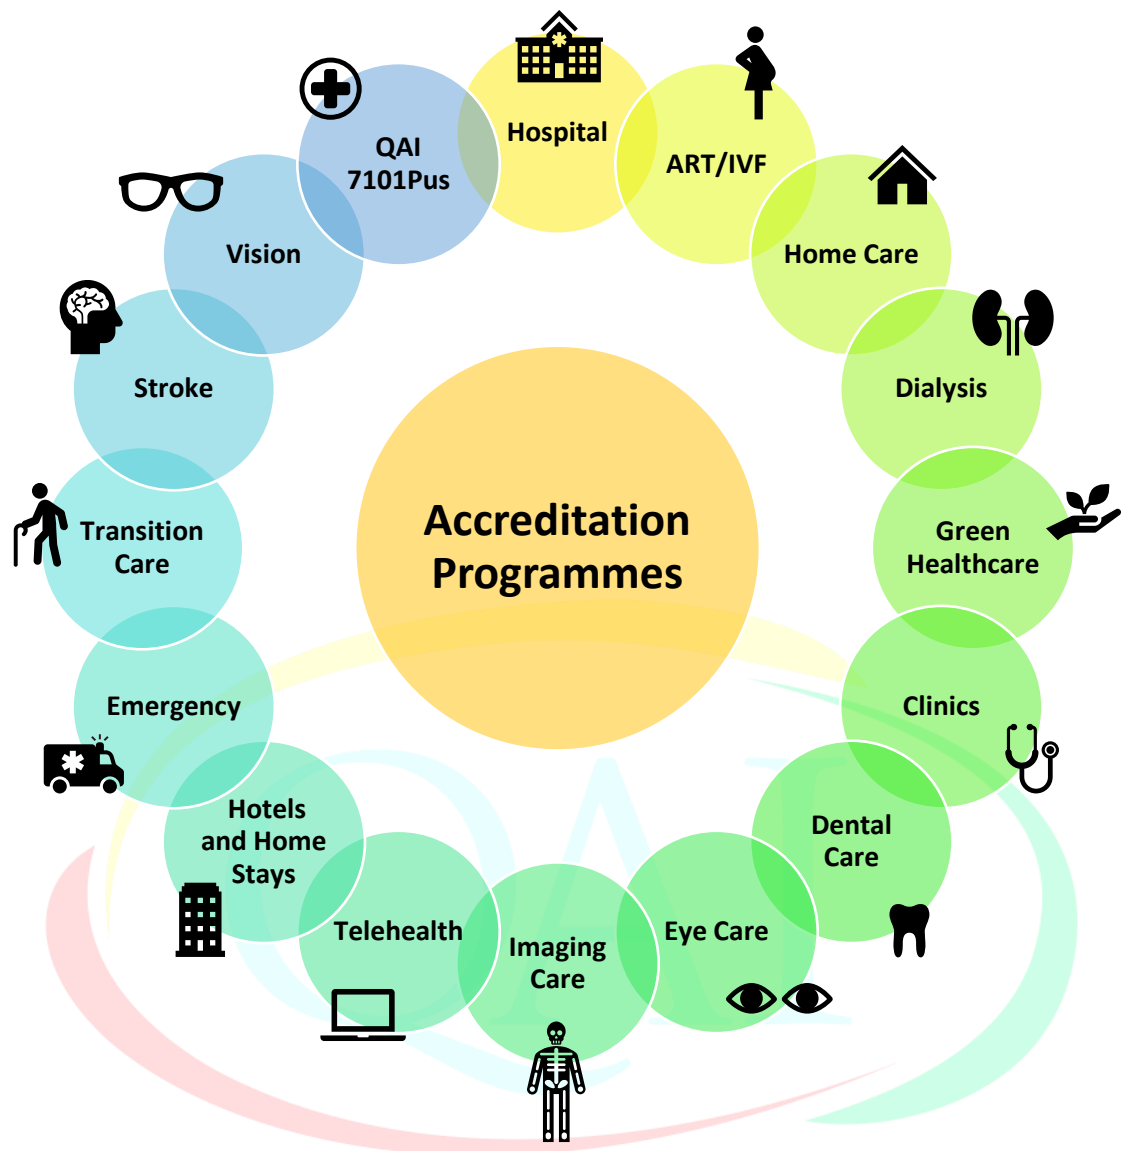 Hospital
ART/IVF
Home Care
Dialysis
Green
Healthcare
Clinics
Dental
Care
Eye Care
Imaging
Care
Telehealth
Hotels
and Home
Stays
Emergency
Transition
Care
Stroke
Vision
QAI
7101Pus
Accreditation
Programmes
QAI